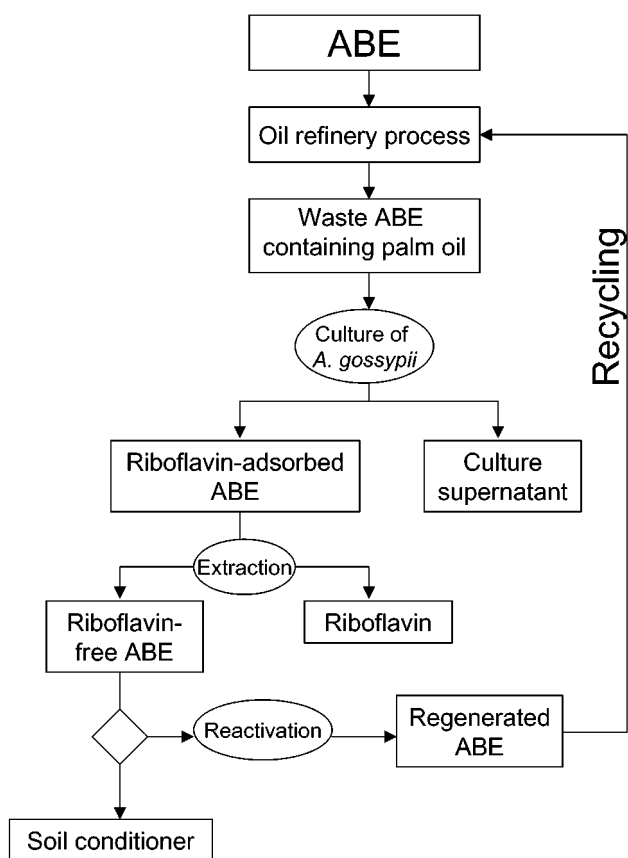 ABE
Oil refinery process
Waste ABE
containing palm oil
Culture of
A. gossypii
Riboflavin-adsorbed
ABE
Culture
supernatant
Extraction
Riboflavin-
free ABE
Riboflavin
Reactivation
Regenerated
ABE
Soil conditioner
Recycling